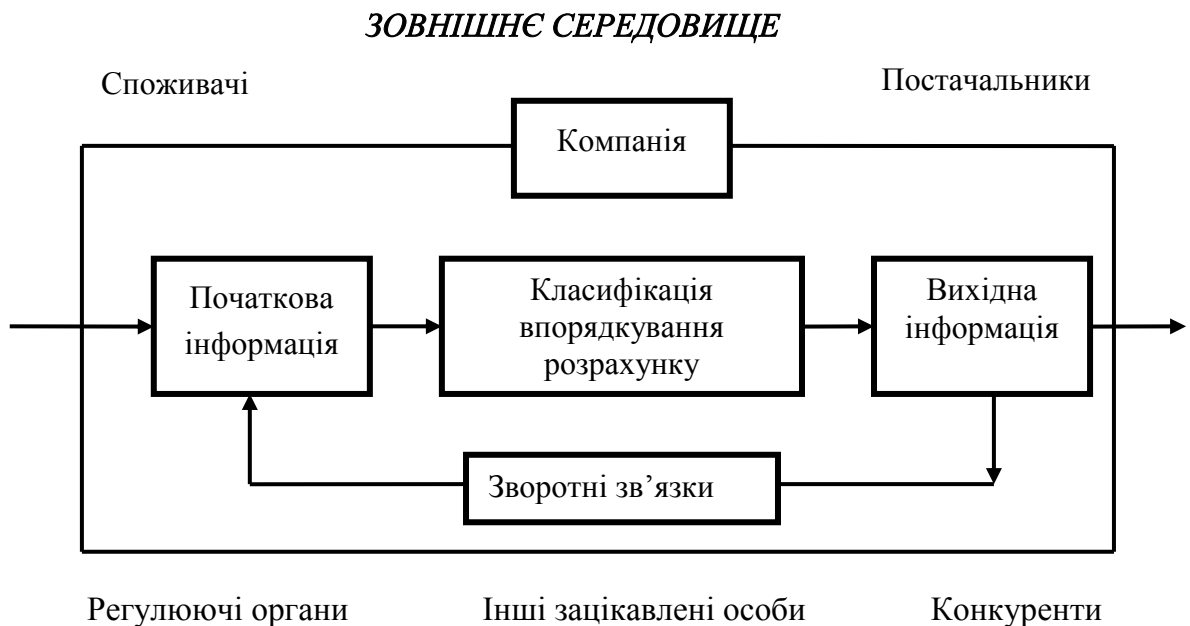 ЗОВНІШНЄ СЕРЕДОВИЩЕ
Споживачі
Постачальники
Компанія
Початкова
інформація
Класифікація
впорядкування
розрахунку
Вихідна
інформація
Зворотні зв’язки
Регулюючі органи
Інші зацікавлені особи
Конкуренти